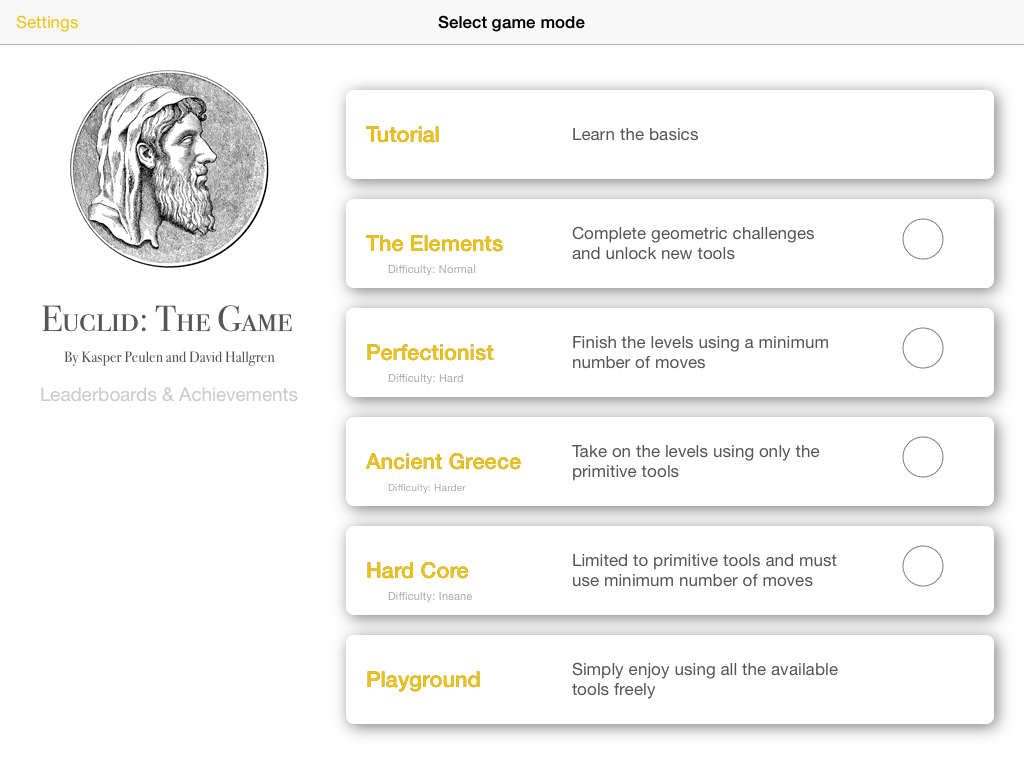 Settings
Select game mode
Euclid: The Game
By Kasper Peulen and David Hallgren
Leaderboards & Achievements
Tutorial
Learn the basics
The Elements
Difficulty: Normal
Complete geometric challenges
and unlock new tools
Perfectionist
Difficulty: Hard
Finish the levels using a minimum
number of moves
Ancient Greece
Difficulty: Harder
Take on the levels using only the
primitive tools
Hard Core
Difficulty: Insane
Limited to primitive tools and must
use minimum number of moves
Playground
Simply enjoy using all the available
tools freely